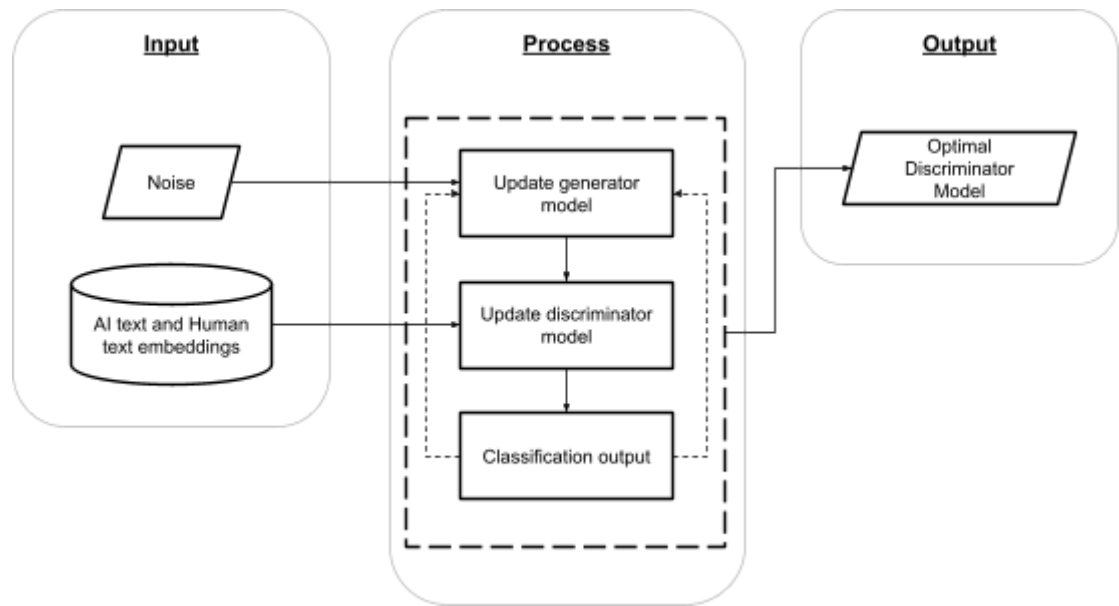 Input
Noise
AI text and Human
text embeddings
Process
Update generator
model
Update discriminator
model
Classification output
Output
Optimal
Discriminator
Model